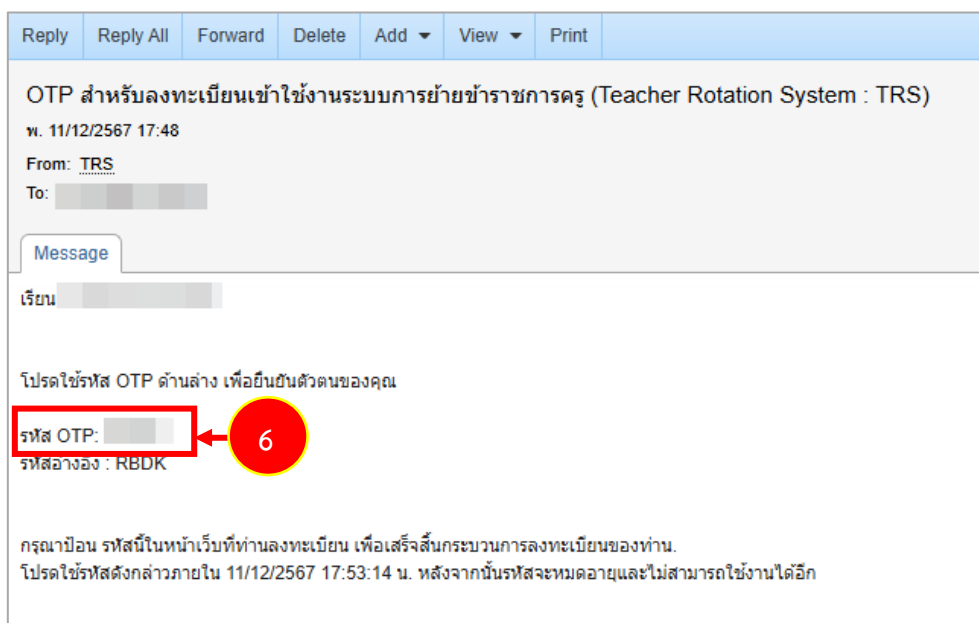 Reply Reply All Forward Delete Add View Print
OTP สำหรับลงทะเบียนเข้าใช้งานระบบการย้ายข้าราชการครู (Teacher Rotation System : TRS)
พ. 11/12/2567 17:48
From: TRS
To:
Message
เรียน
โปรดใช้รหัส OTP ด้านล่าง เพื่อยืนยันตัวตนของคุณ
รหัส OTP:
6
รหัสอ้างอิง : RBDK
กรุณาป้อน รหัสนี้ในหน้าเว็บที่ท่านลงทะเบียน เพื่อเสร็จสิ้นกระบวนการลงทะเบียนของท่าน.
โปรดใช้รหัสดังกล่าวภายใน 11/12/2567 17:53:14 น. หลังจากนั้นรหัสจะหมดอายุและไม่สามารถใช้งานได้อีก